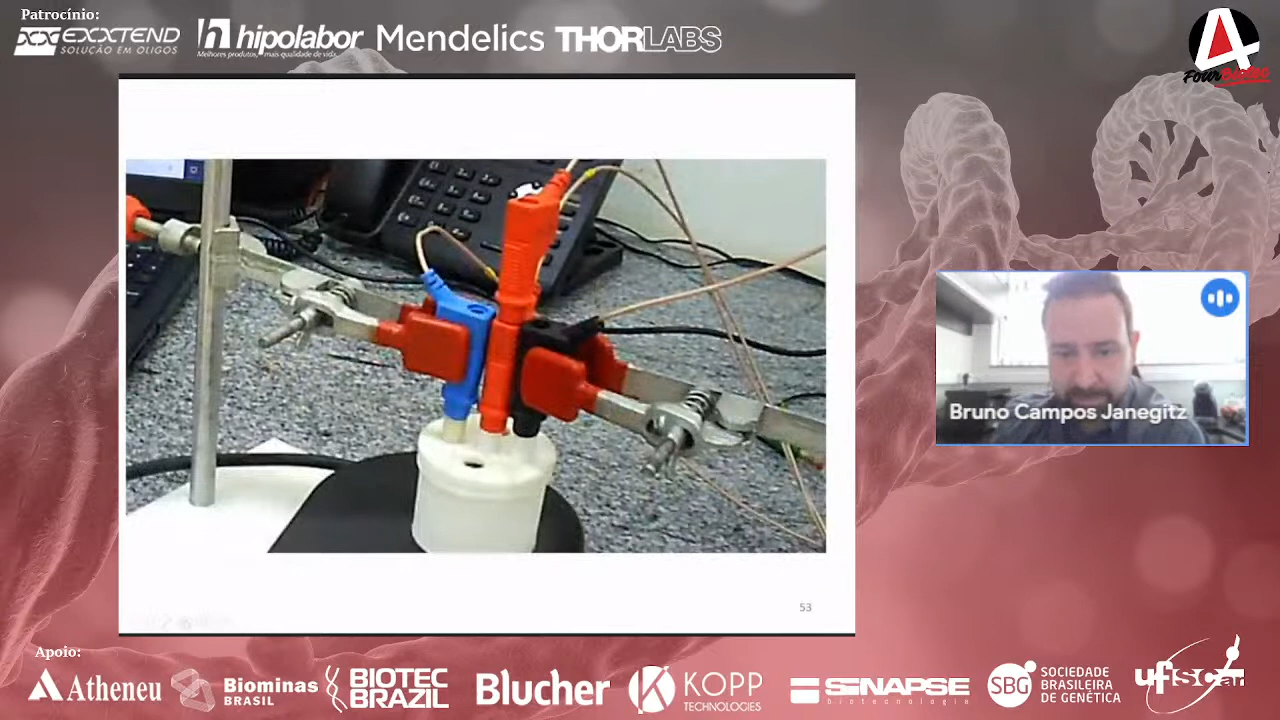 Patrocínio:
EXXTEND
SOLUÇÃO EM OLIGOS
hipolabor
Melhores produtos, mais qualidade de vida.
Mendelics
THORLABS
FourBiotec
Bruno Campos Janegitz
53
Apoio:
Atheneu
Biominas
BRASIL
BIOTEC
BRAZIL
Blucher
KOPP
TECHNOLOGIES
SINAPSE
biotecnologia
SBG
SOCIEDADE
BRASILEIRA
DE GENÉTICA
ufscar